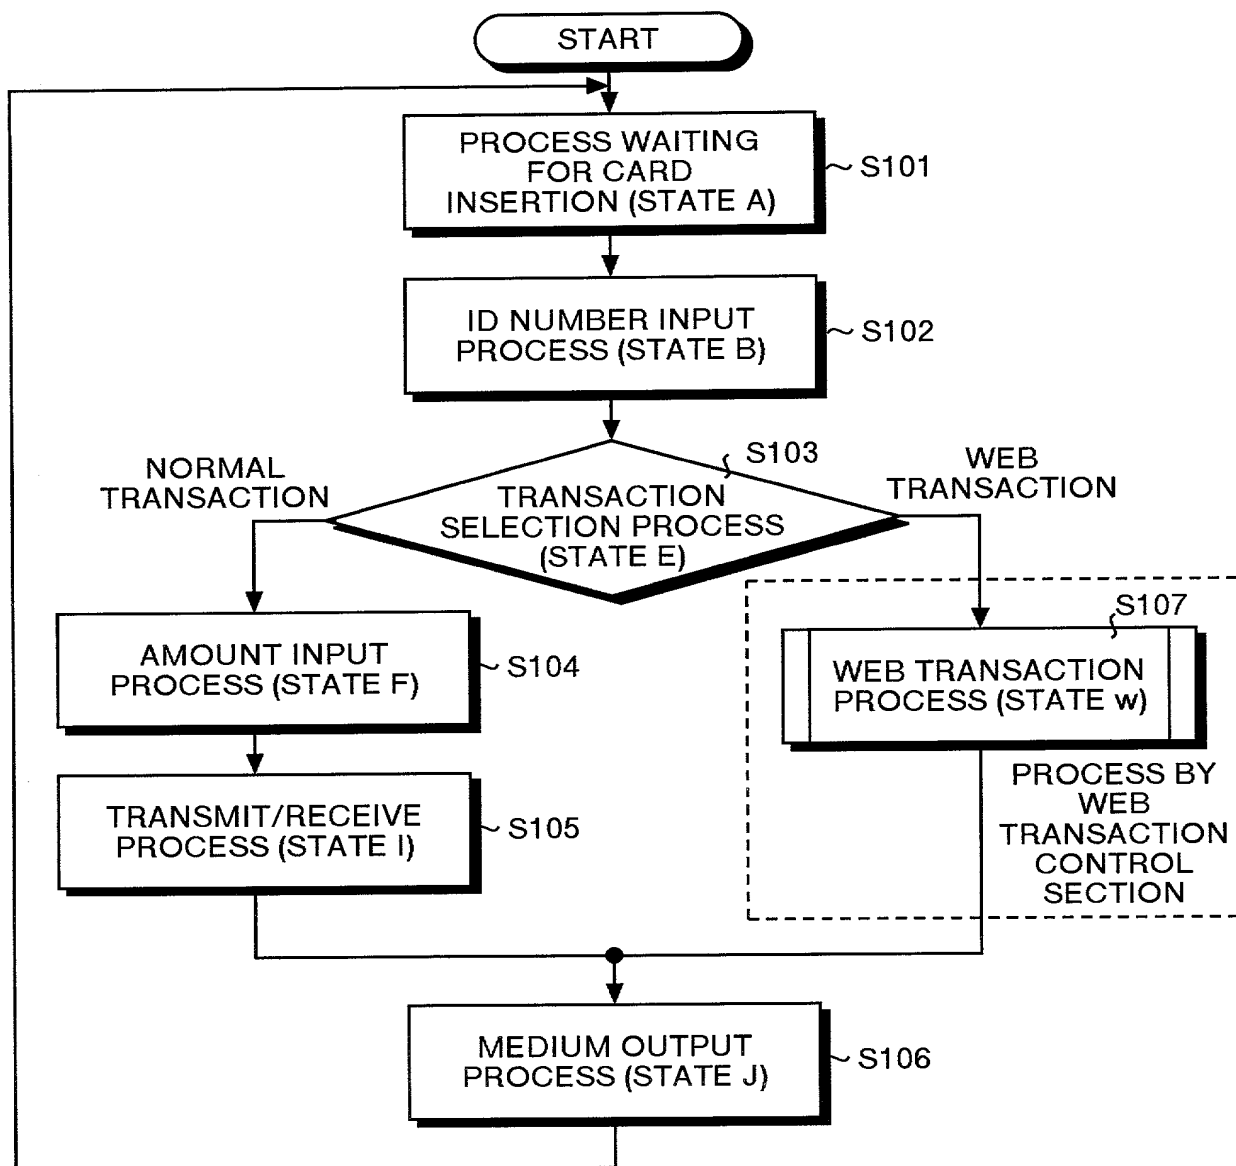 START
PROCESS WAITING
FOR CARD
INSERTION (STATE A)
S101
ID NUMBER INPUT
PROCESS (STATE B)
S102
S103
NORMAL
TRANSACTION
WEB
TRANSACTION
TRANSACTION
SELECTION PROCESS
(STATE E)
S107
AMOUNT INPUT
PROCESS (STATE F)
S104
WEB TRANSACTION
PROCESS (STATE w)
TRANSMIT/RECEIVE
PROCESS (STATE I)
S105
PROCESS BY
WEB
TRANSACTION
CONTROL
SECTION
MEDIUM OUTPUT
PROCESS (STATE J)
S106